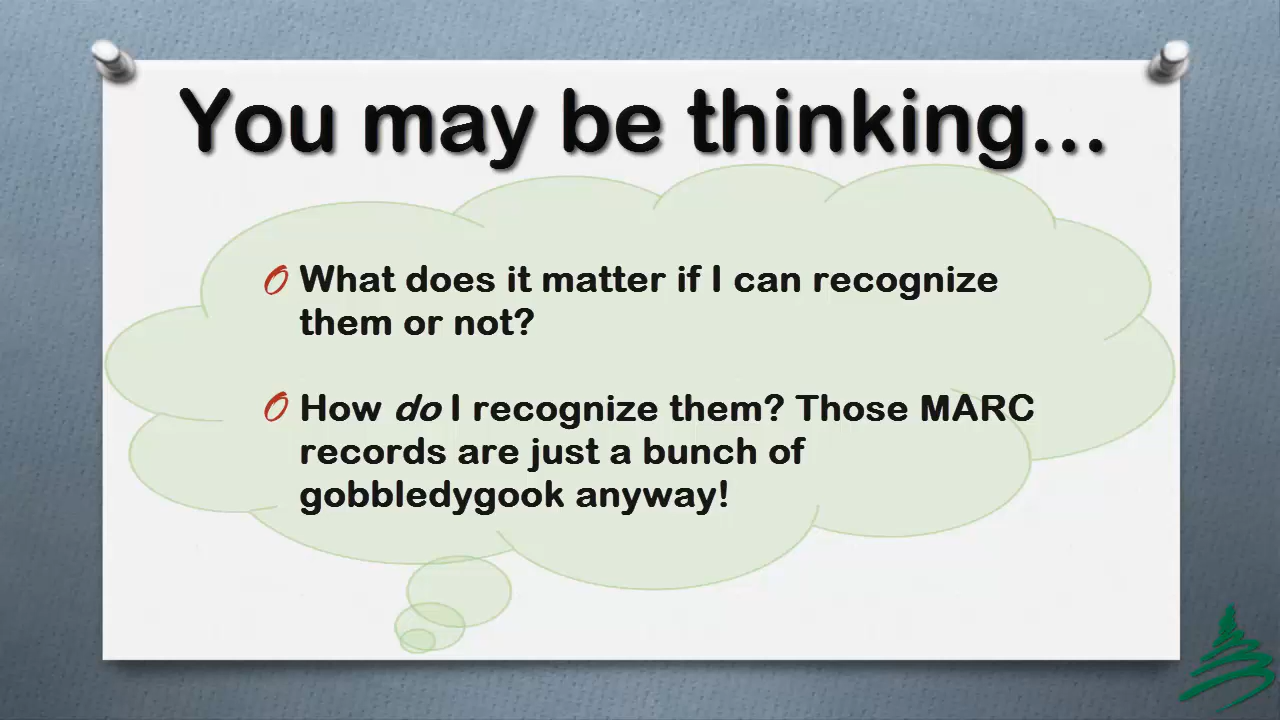 You may be thinking...
What does it matter if I can recognize
them or not?
How do I recognize them? Those MARC
records are just a bunch of
gobbledygook anyway!